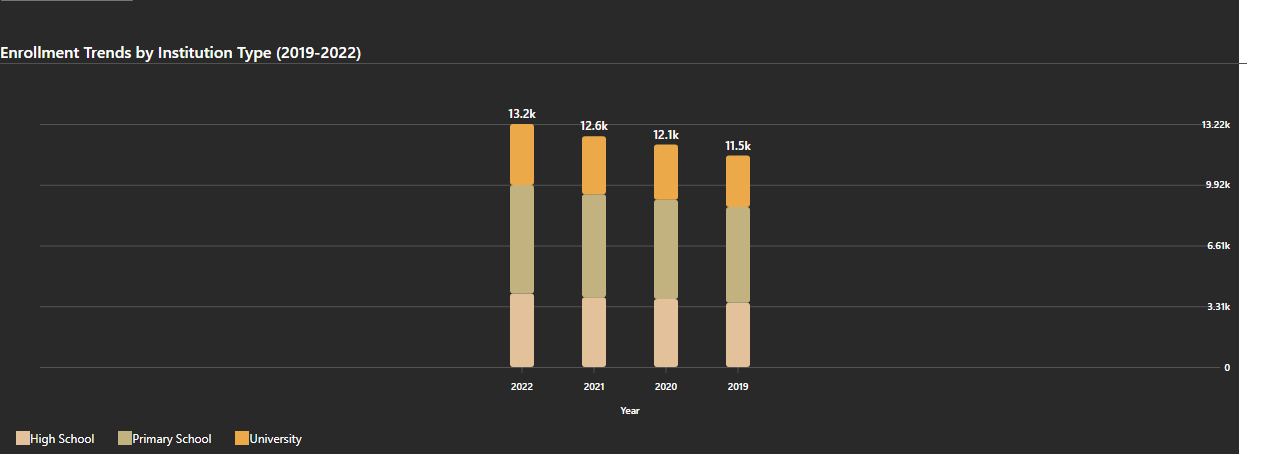 Enrollment Trends by Institution Type (2019-2022)
13.2k
12.6k
12.1k
11.5k
13.22k
9.92k
6.61k
3.31k
0
2022 2021 2020 2019
Year
High School Primary School University